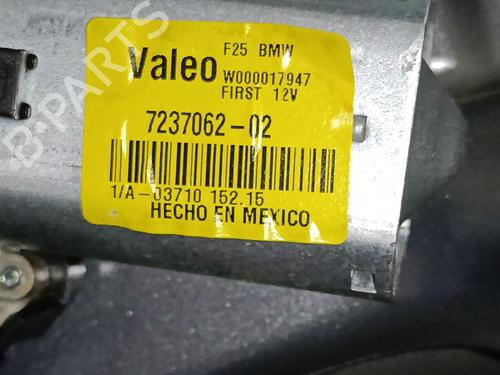 F25 BMW
Valeo
W000017947
FIRST 12V
7237062-02
1/A-03710 152.15
HECHO EN MEXICO
B-PARTS